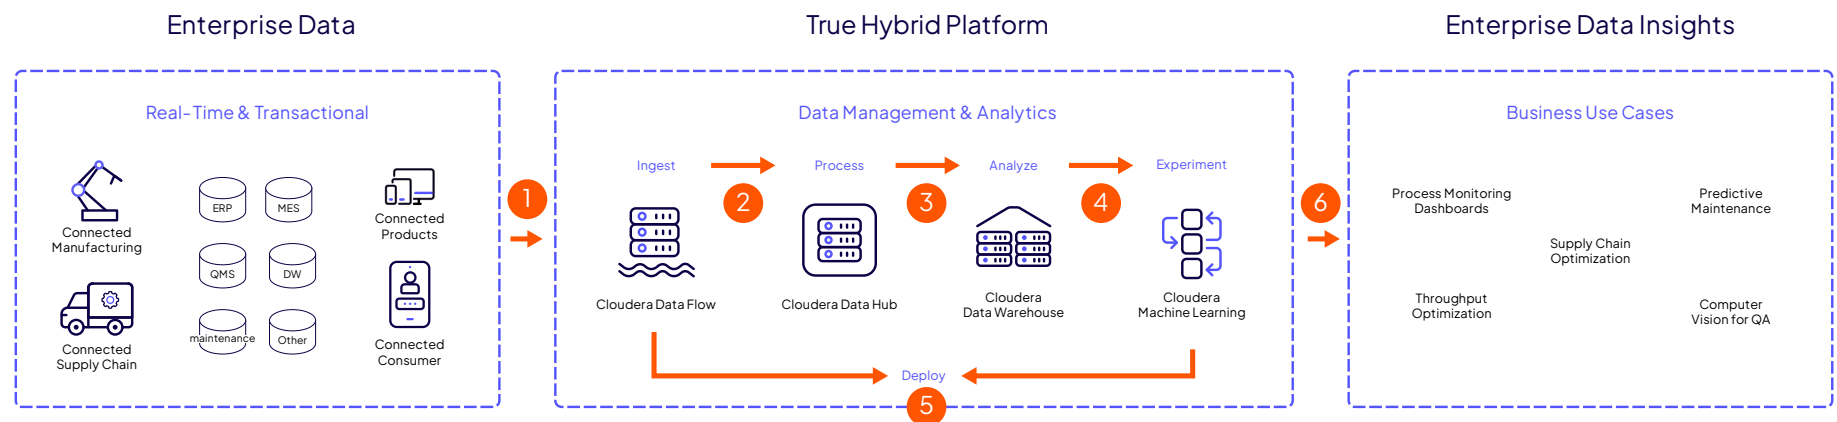 Enterprise Data
True Hybrid Platform
Enterprise Data Insights
Real-Time & Transactional
Connected
Manufacturing
Connected
Supply Chain
ERP
MES
QMS
DW
maintenance
Other
Connected
Products
Connected
Consumer
1
Data Management & Analytics
Ingest
2
Process
3
Analyze
4
Experiment
Cloudera Data Flow
Cloudera Data Hub
Cloudera
Data Warehouse
Cloudera
Machine Learning
Deploy
5
6
Business Use Cases
Process Monitoring
Dashboards
Predictive
Maintenance
Supply Chain
Optimization
Throughput
Optimization
Computer
Vision for QA